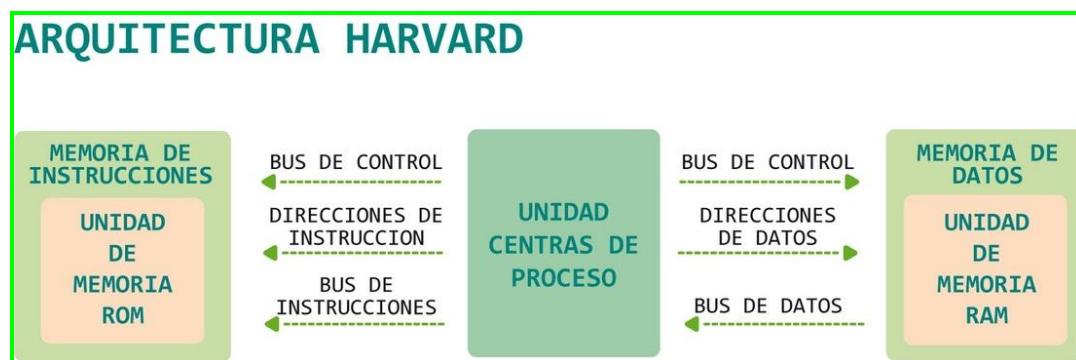 ARQUITECTURA HARVARD
MEMORIA DE
INSTRUCCIONES
UNIDAD
DE
MEMORIA
ROM
BUS DE CONTROL
DIRECCIONES DE
INSTRUCCION
BUS DE
INSTRUCCIONES
UNIDAD
CENTRAS DE
PROCESO
BUS DE CONTROL
DIRECCIONES
DE DATOS
BUS DE DATOS
MEMORIA DE
DATOS
UNIDAD
DE
MEMORIA
RAM